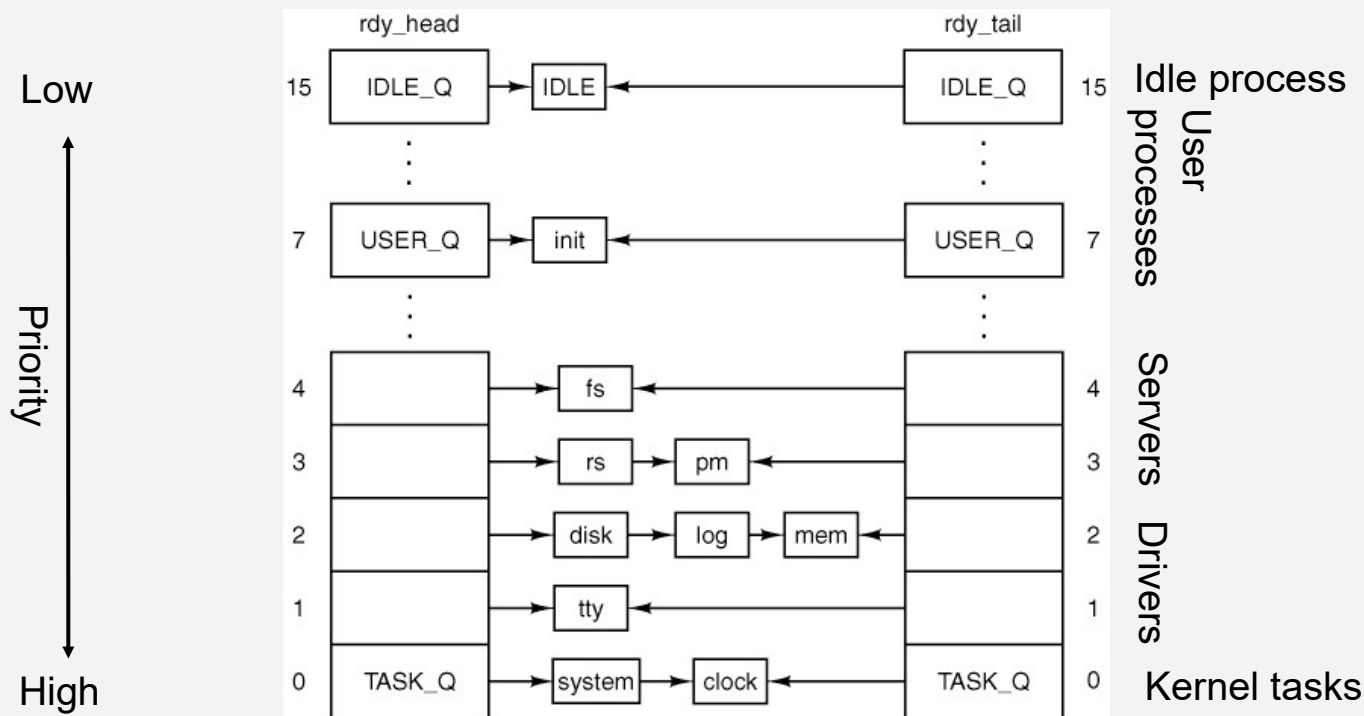 rdy_head rdy_tail
Low 15 IDLE_Q IDLE IDLE_Q 15 Idle process
User
processes
7 USER_Q init USER_Q 7
Priority
4 fs 4
Servers
3 rs pm 3
2 disk log mem 2
Drivers
1 tty 1
High 0 TASK_Q system clock TASK_Q 0 Kernel tasks